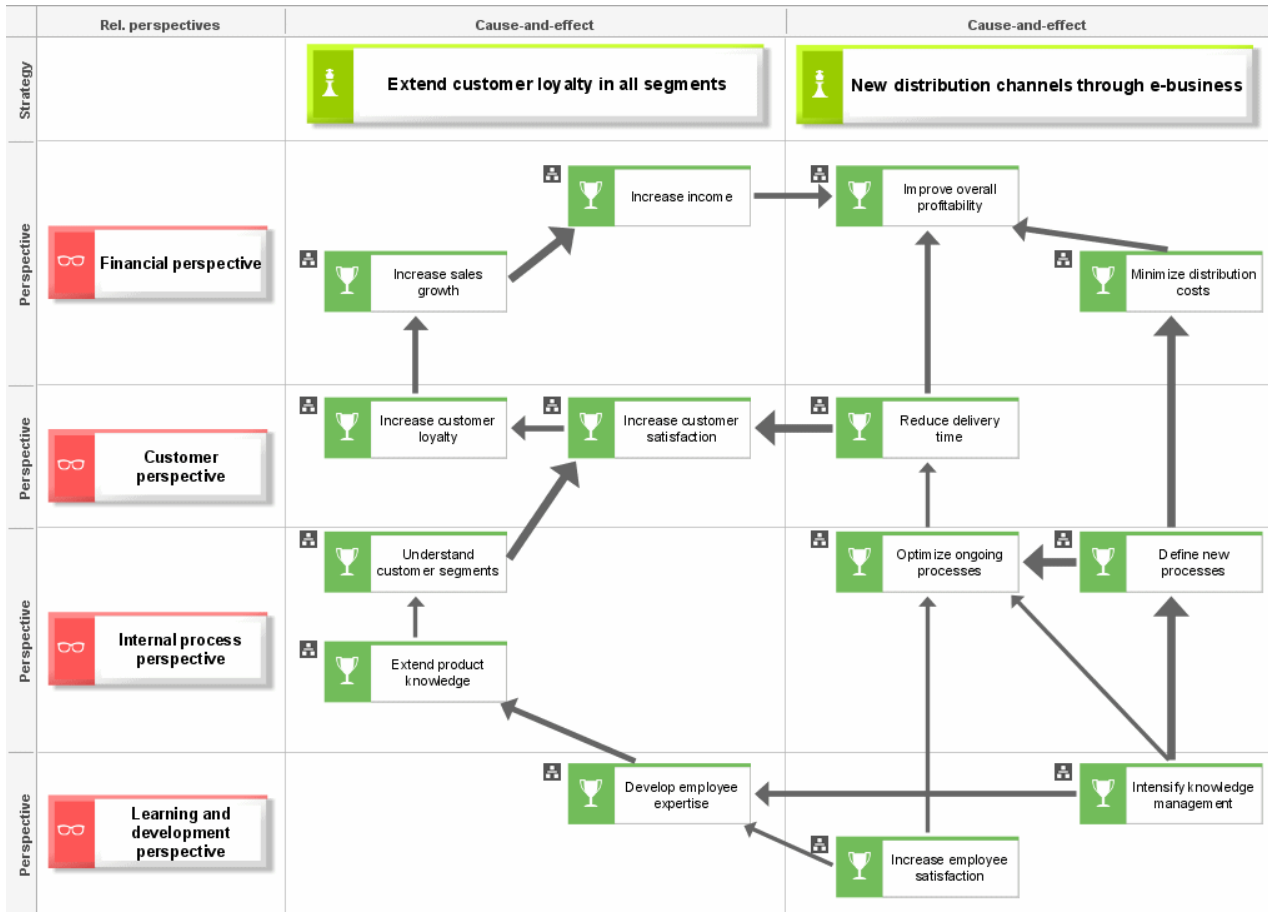 Rel. perspectives
Cause-and-effect
Cause-and-effect
Strategy
Extend customer loyalty in all segments
New distribution channels through e-business
Perspective
Financial perspective
Increase income
Improve overall
profitability
Increase sales
growth
Minimize distribution
costs
Perspective
Customer
perspective
Increase customer
loyalty
Increase customer
satisfaction
Reduce delivery
time
Perspective
Internal process
perspective
Understand
customer segments
Optimize ongoing
processes
Define new
processes
Extend product
knowledge
Perspective
Learning and
development
perspective
Develop employee
expertise
Intensify knowledge
management
Increase employee
satisfaction